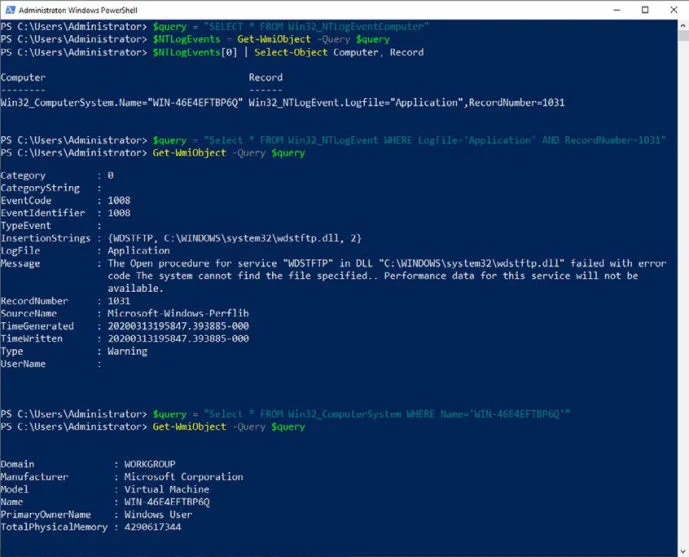 Administrator: Windows PowerShell
PS C:\Users\Administrator> $query = "SELECT * FROM Win32_NTLogEventComputer"
PS C:\Users\Administrator> $NTLogEvents = Get-WmiObject -Query $query
PS C:\Users\Administrator> $NTLogEvents[0] | Select-Object Computer, Record
Computer Record
-------- ------
Win32_ComputerSystem.Name="WIN-46E4EFTBP6Q" Win32_NTLogEvent.Logfile="Application",RecordNumber=1031
PS C:\Users\Administrator> $query = "Select * FROM Win32_NTLogEvent WHERE Logfile='Application' AND RecordNumber=1031"
PS C:\Users\Administrator> Get-WmiObject -Query $query
Category : 0
CategoryString :
EventCode : 1008
EventIdentifier : 1008
TypeEvent :
InsertionStrings : {WDSTFTP, C:\WINDOWS\system32\wdstftp.dll, 2}
LogFile : Application
Message : The Open procedure for service "WDSTFTP" in DLL "C:\WINDOWS\system32\wdstftp.dll" failed with error
code The system cannot find the file specified.. Performance data for this service will not be
available.
RecordNumber : 1031
SourceName : Microsoft-Windows-Perflib
TimeGenerated : 20200313195847.393885-000
TimeWritten : 20200313195847.393885-000
Type : Warning
UserName :
PS C:\Users\Administrator> $query = "Select * FROM Win32_ComputerSystem WHERE Name='WIN-46E4EFTBP6Q'"
PS C:\Users\Administrator> Get-WmiObject -Query $query
Domain : WORKGROUP
Manufacturer : Microsoft Corporation
Model : Virtual Machine
Name : WIN-46E4EFTBP6Q
PrimaryOwnerName : Windows User
TotalPhysicalMemory : 4290617344